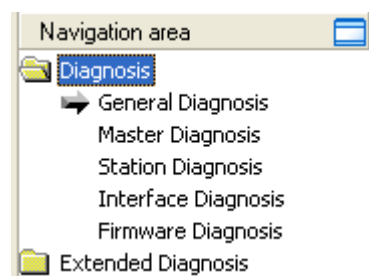 Navigation area
Diagnosis
General Diagnosis
Master Diagnosis
Station Diagnosis
Interface Diagnosis
Firmware Diagnosis
Extended Diagnosis